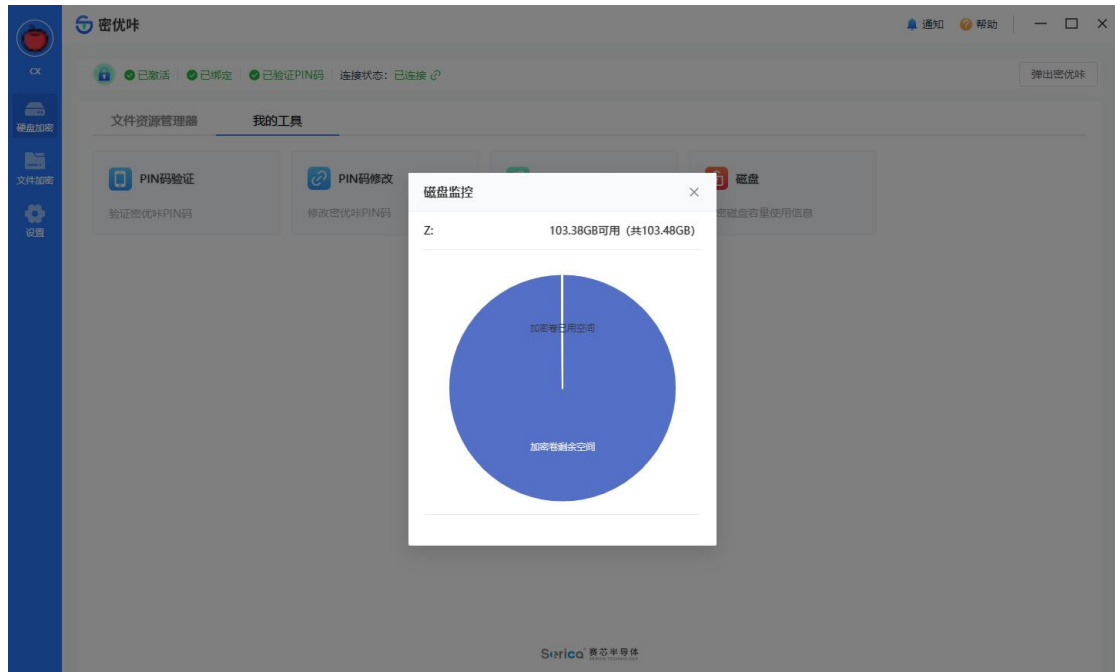 密优咔
通知
帮助
CX
已激活
已绑定
已验证PIN码
连接状态：已连接
弹出密优咔
硬盘加密
文件加密
设置
文件资源管理器
我的工具
PIN码验证
验证密优咔PIN码
PIN码修改
修改密优咔PIN码
磁盘
密磁盘容量使用信息
磁盘监控
Z:
103.38GB可用（共103.48GB）
加密卷已用空间
加密卷剩余空间
Serica 赛芯半导体